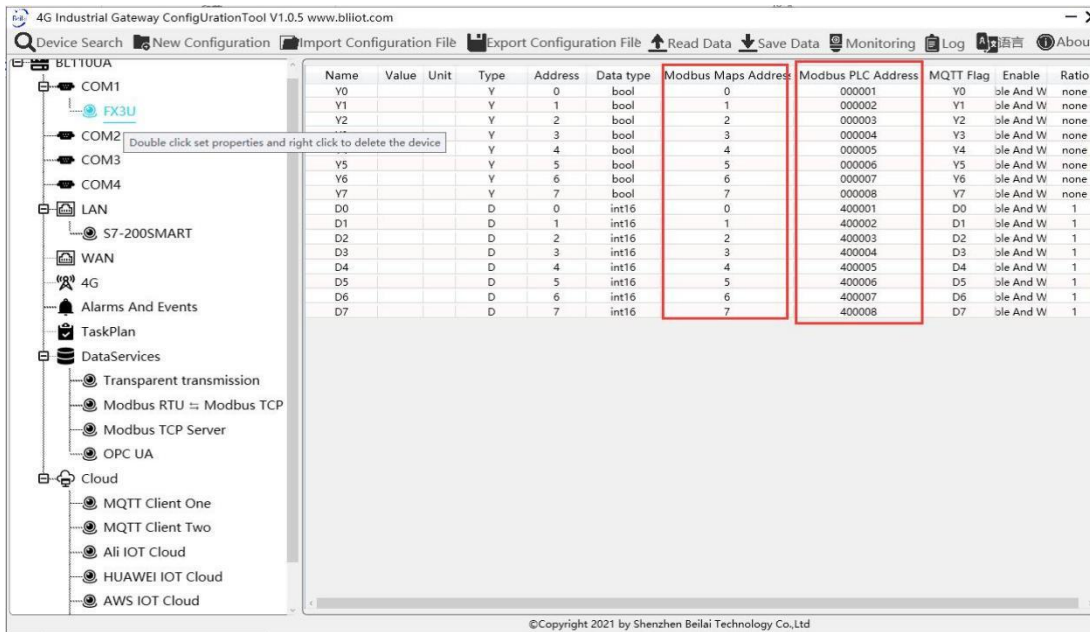 Beilai
4G Industrial Gateway ConfigUrationTool V1.0.5 www.bliiot.com
Device Search New Configuration Import Configuration File Export Configuration File Read Data Save Data Monitoring Log 语言 Abou
BL110UA
COM1
FX3U
COM2
Double click set properties and right click to delete the device
COM3
COM4
LAN
S7-200SMART
WAN
4G
Alarms And Events
TaskPlan
DataServices
Transparent transmission
Modbus RTU ⇆ Modbus TCP
Modbus TCP Server
OPC UA
Cloud
MQTT Client One
MQTT Client Two
Ali IOT Cloud
HUAWEI IOT Cloud
AWS IOT Cloud
Name Value Unit Type Address Data type Modbus Maps Address Modbus PLC Address MQTT Flag Enable Ratio
Y0 Y 0 bool 0 000001 Y0 ble And W none
Y1 Y 1 bool 1 000002 Y1 ble And W none
Y2 Y 2 bool 2 000003 Y2 ble And W none
Y 3 bool 3 000004 Y3 ble And W none
Y 4 bool 4 000005 Y4 ble And W none
Y5 Y 5 bool 5 000006 Y5 ble And W none
Y6 Y 6 bool 6 000007 Y6 ble And W none
Y7 Y 7 bool 7 000008 Y7 ble And W none
D0 D 0 int16 0 400001 D0 ble And W 1
D1 D 1 int16 1 400002 D1 ble And W 1
D2 D 2 int16 2 400003 D2 ble And W 1
D3 D 3 int16 3 400004 D3 ble And W 1
D4 D 4 int16 4 400005 D4 ble And W 1
D5 D 5 int16 5 400006 D5 ble And W 1
D6 D 6 int16 6 400007 D6 ble And W 1
D7 D 7 int16 7 400008 D7 ble And W 1
©Copyright 2021 by Shenzhen Beilai Technology Co.,Ltd